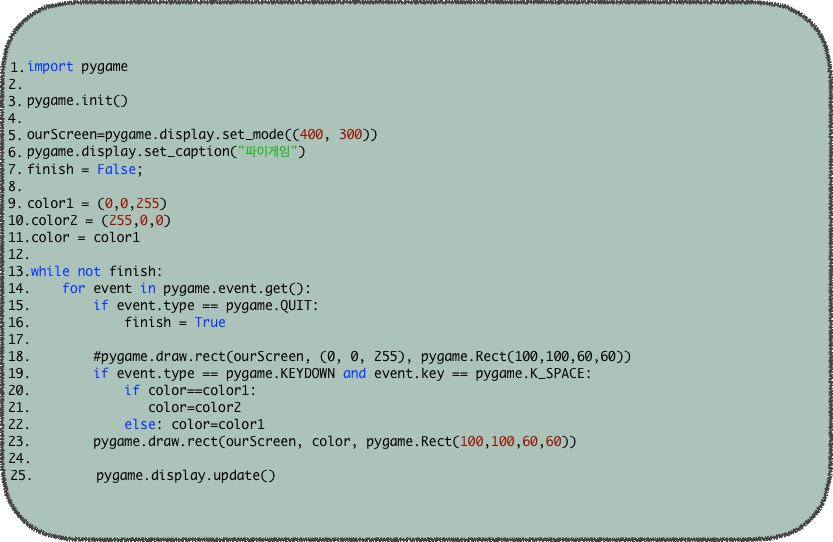 1. import pygame
2.
3. pygame.init()
4.
5. ourScreen=pygame.display.set_mode((400, 300))
6. pygame.display.set_caption("파이게임")
7. finish = False;
8.
9. color1 = (0,0,255)
10.color2 = (255,0,0)
11.color = color1
12.
13.while not finish:
14.    for event in pygame.event.get():
15.        if event.type == pygame.QUIT:
16.            finish = True
17.
18.        #pygame.draw.rect(ourScreen, (0, 0, 255), pygame.Rect(100,100,60,60))
19.        if event.type == pygame.KEYDOWN and event.key == pygame.K_SPACE:
20.            if color==color1:
21.               color=color2
22.            else: color=color1
23.        pygame.draw.rect(ourScreen, color, pygame.Rect(100,100,60,60))
24.
25.        pygame.display.update()